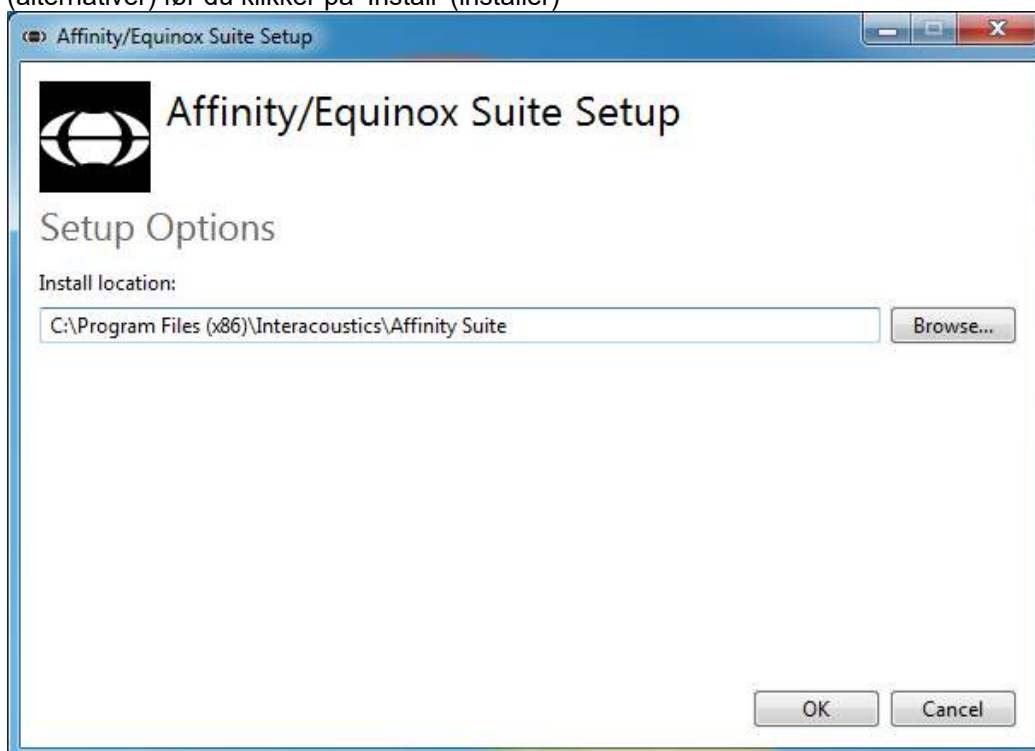 (alternativer) før du klikker på ‘Install’ (installer)
Affinity/Equinox Suite Setup
Affinity/Equinox Suite Setup
Setup Options
Install location:
C:\Program Files (x86)\Interacoustics\Affinity Suite
Browse...
OK
Cancel